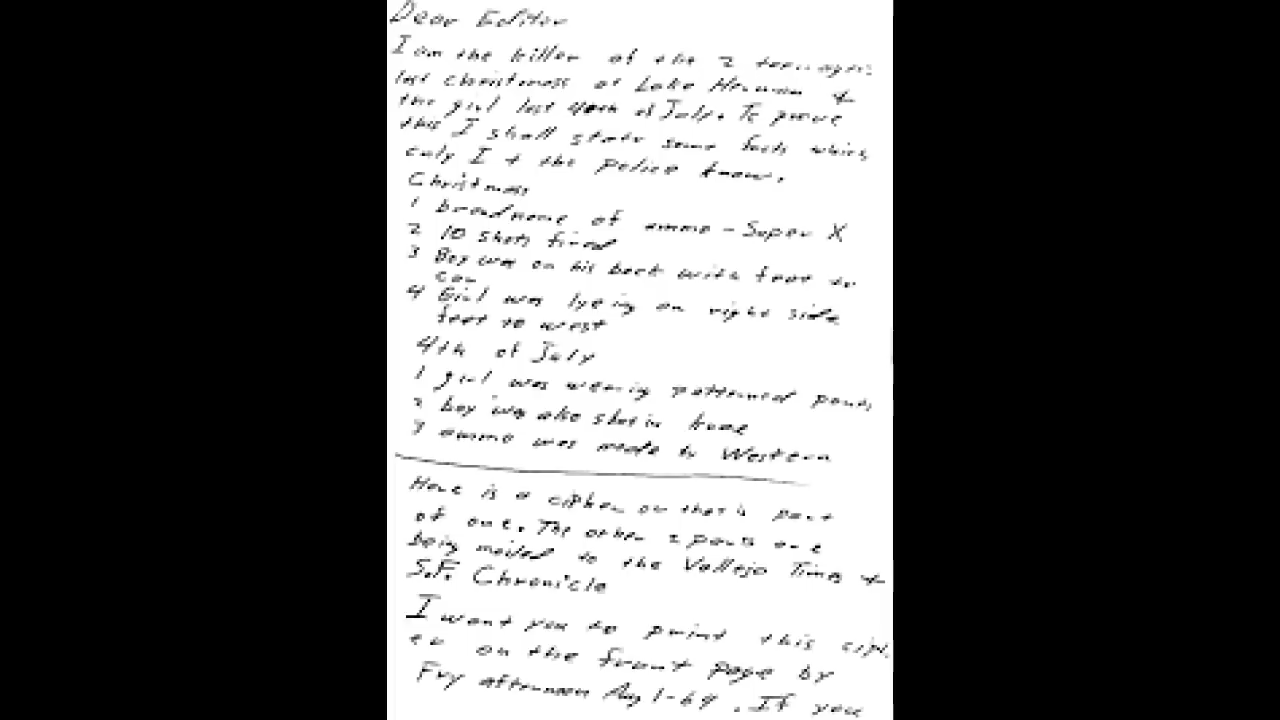 Dear Editor
I am the killer of the 2 teenagers
last christmass at Lake Herman &
the girl last 4th of July. To prove
this I shall state some facts which
only I + the police know.
Christmass
1 brand name of ammo - Super X
2 10 shots fired
3 Boy was on his back with feet to
car
4 Girl was lyeing on right side
feet to west
4th of July
1 girl was wearing patterned pants
2 boy was also shot in knee
3 ammo was made by Western
Here is a cipher or that is part
of one. The other 2 parts are
being mailed to the Vallejo Times +
S.F. Chronicle
I want you to print this ciph
er on the front page by
Fry afternoon Aug 1-69. If you